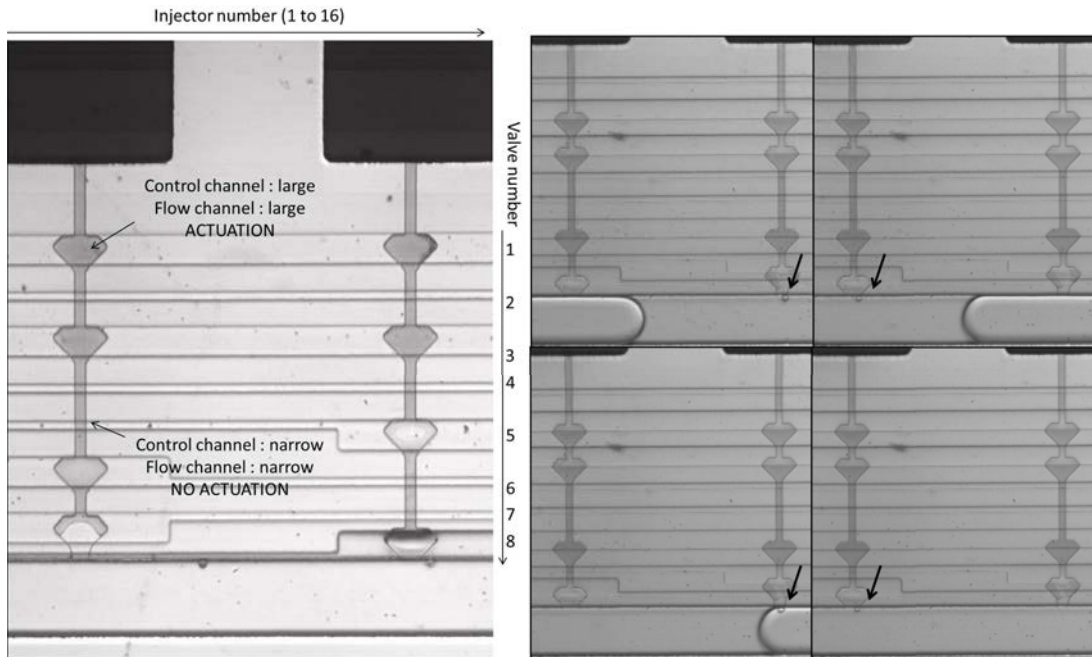 Injector number (1 to 16)
Control channel : large
Flow channel : large
ACTUATION
Control channel : narrow
Flow channel : narrow
NO ACTUATION
Valve number
1
2
3
4
5
6
7
8